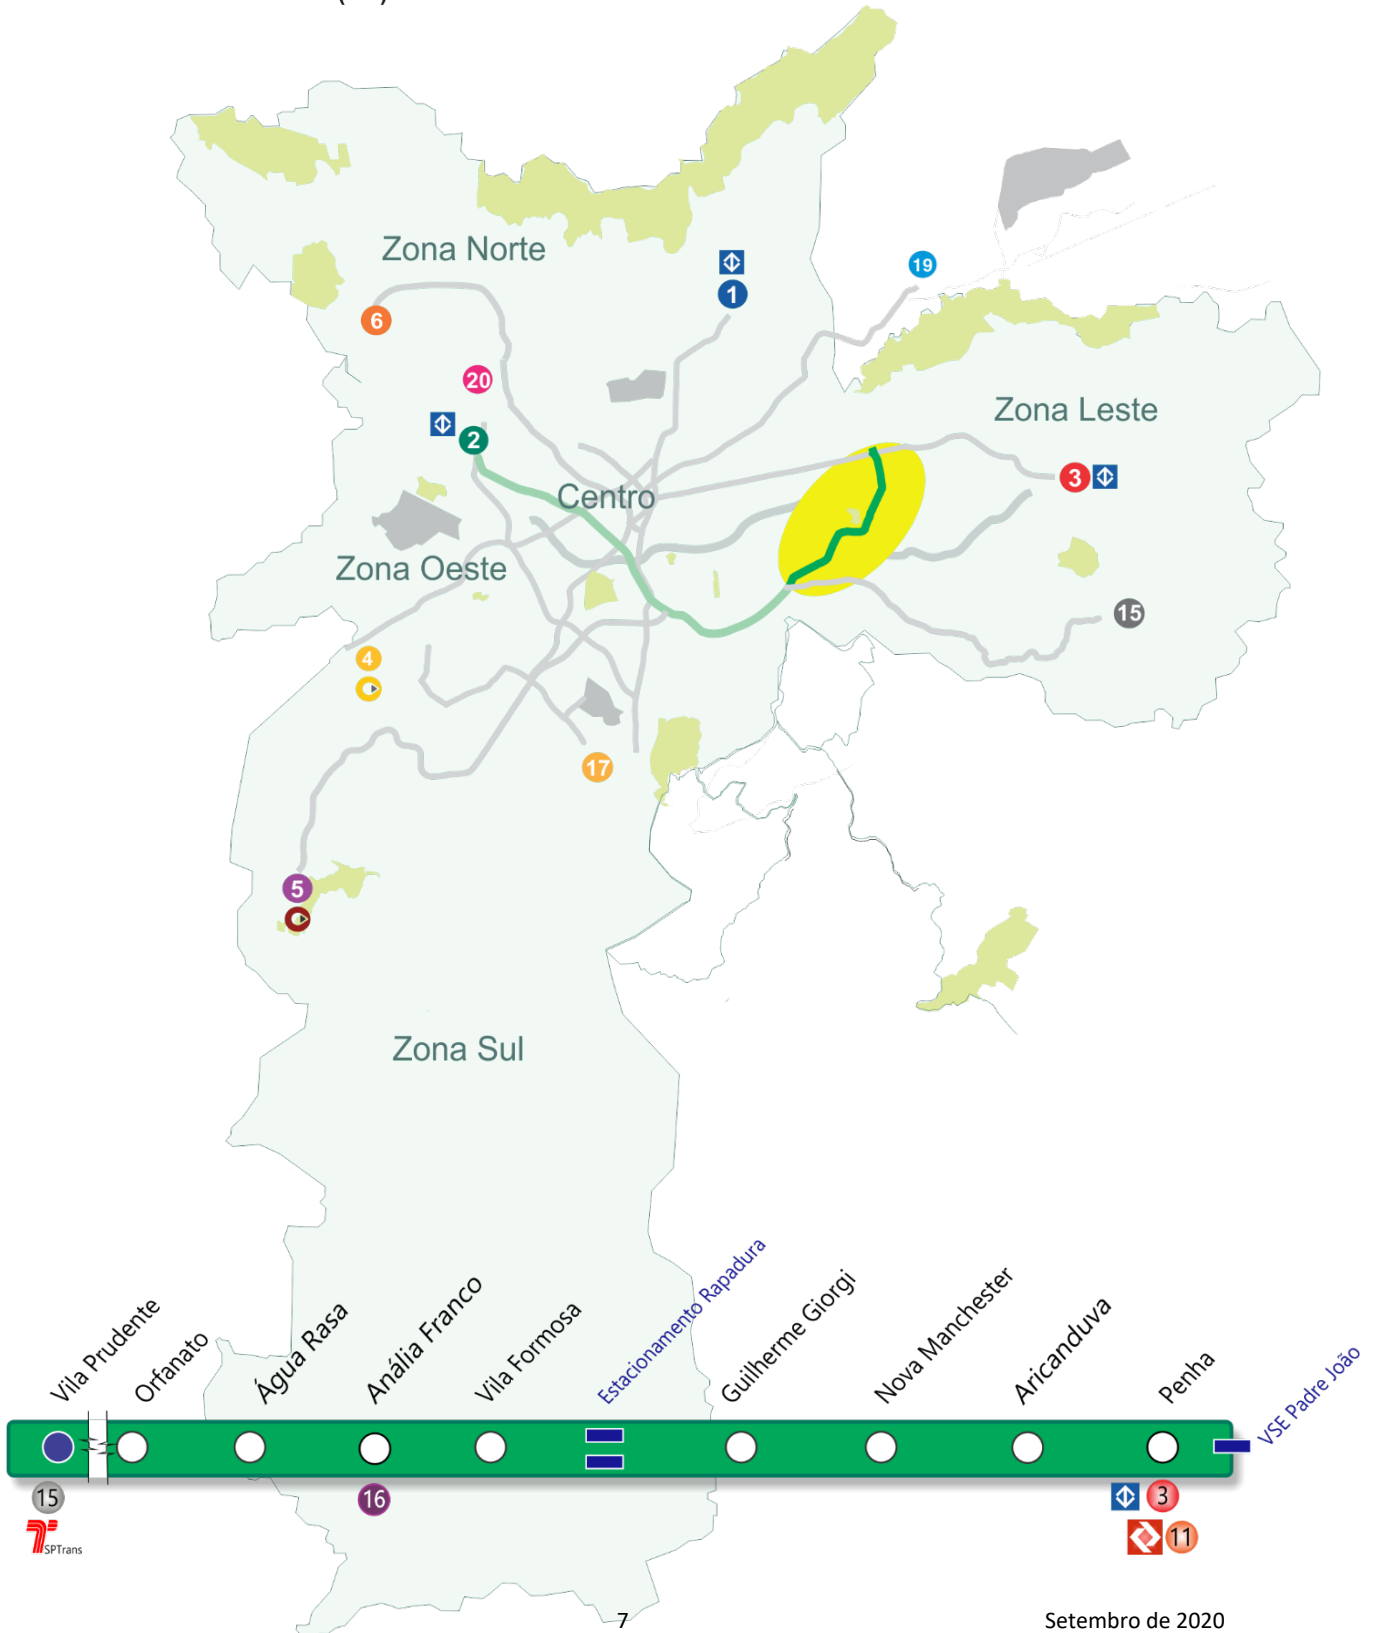 Zona Norte
1
19
6
20
2
Zona Leste
3
Centro
Zona Oeste
15
4
17
5
Zona Sul
Vila Prudente
Orfanato
Água Rasa
Anália Franco
Vila Formosa
Estacionamento Rapadura
Guilherme Giorgi
Nova Manchester
Aricanduva
Penha
VSE Padre João
15
16
3
SPTrans
11
7
Setembro de 2020